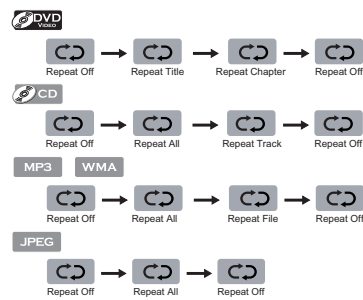 DVD
VIDEO
Repeat Off Repeat Title Repeat Chapter Repeat Off
CD
Repeat Off Repeat All Repeat Track Repeat Off
MP3 WMA
Repeat Off Repeat All Repeat File Repeat Off
JPEG
Repeat Off Repeat All Repeat Off